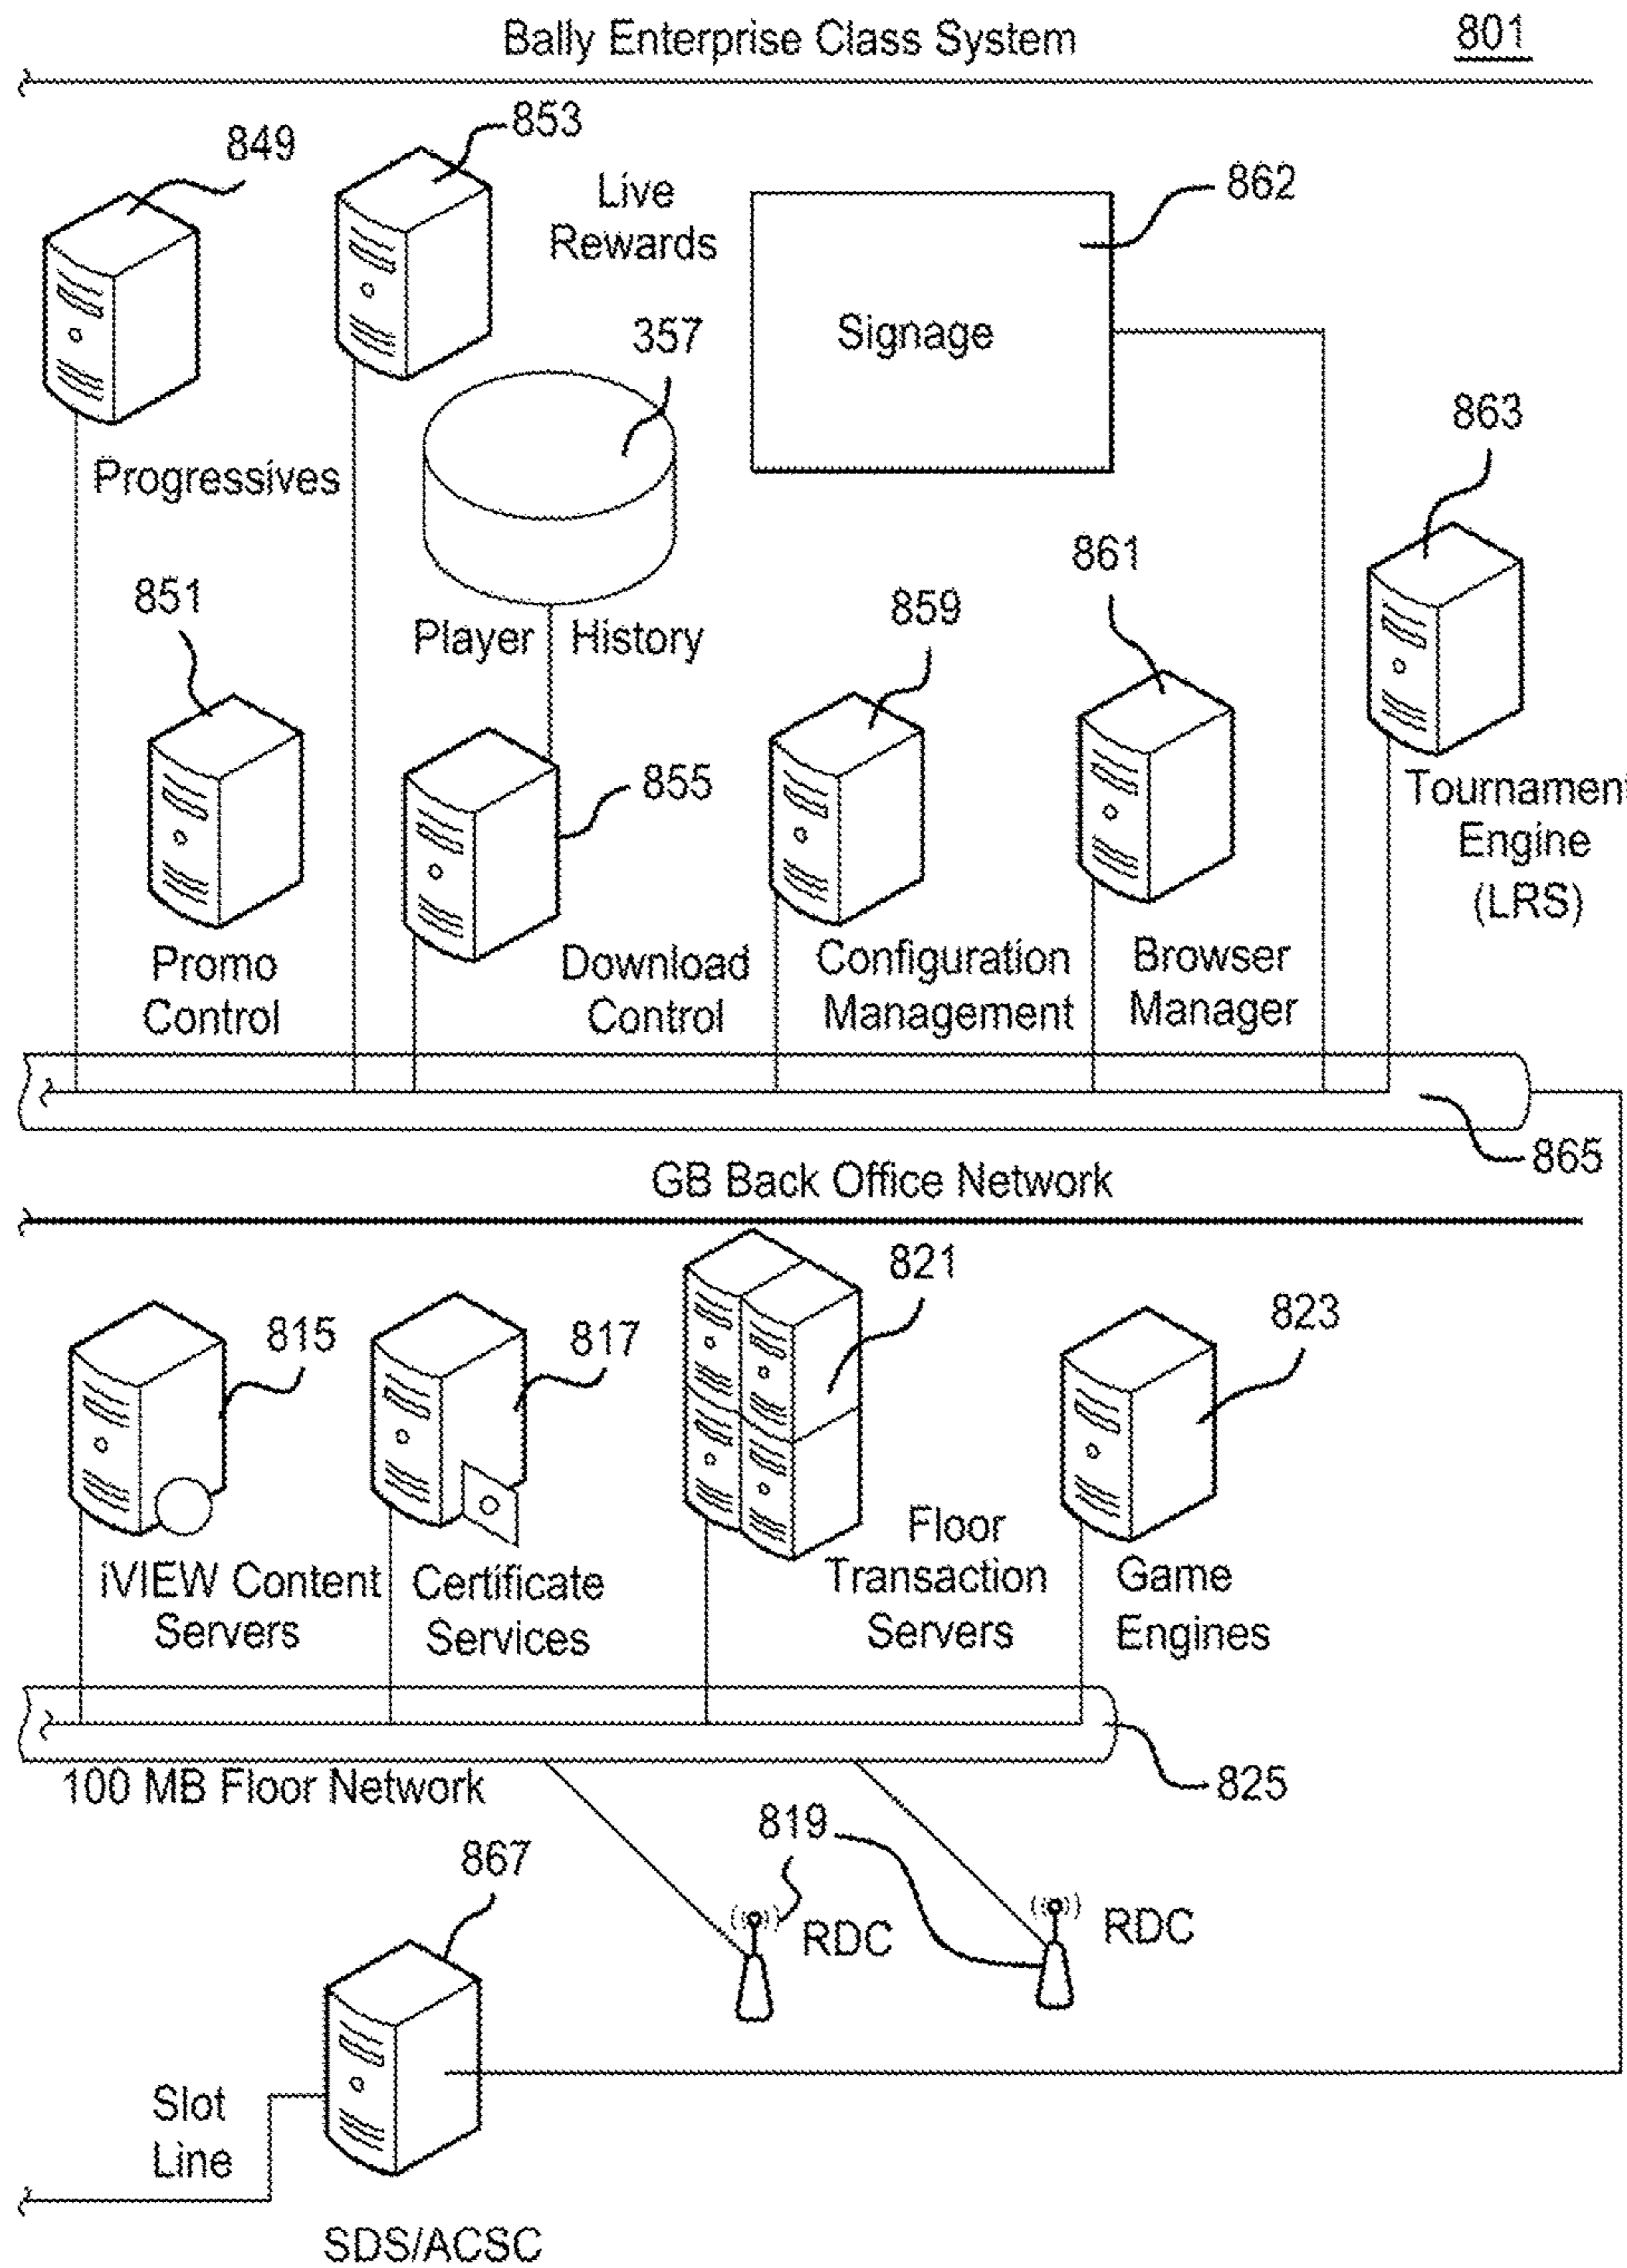 Bally Enterprise Class System
801
849
853
Live
Rewards
862
Signage
357
Progressives
863
851
Player History
859
861
855
Tournament
Engine
(LRS)
Promo
Control
Download
Control
Configuration
Management
Browser
Manager
865
GB Back Office Network
815
817
821
823
iVIEW Content
Servers
Certificate
Services
Floor
Transaction
Servers
Game
Engines
100 MB Floor Network
825
819
867
RDC
RDC
Slot
Line
SDS/ACSC